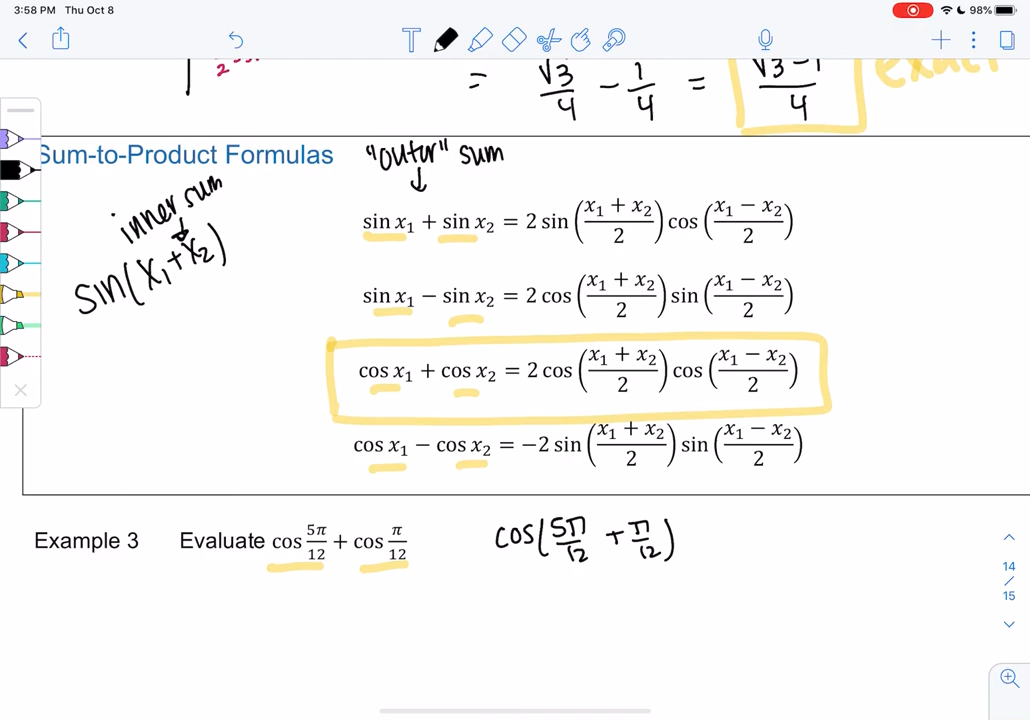 3:58 PM Thu Oct 8
98%
= √3/4 − 1/4 = √3−1/4 exact
Sum-to-Product Formulas "outer" sum
↓
inner sum
sin(x₁+x₂)
sin x₁ + sin x₂ = 2 sin((x₁ + x₂)/2) cos((x₁ − x₂)/2)
sin x₁ − sin x₂ = 2 cos((x₁ + x₂)/2) sin((x₁ − x₂)/2)
cos x₁ + cos x₂ = 2 cos((x₁ + x₂)/2) cos((x₁ − x₂)/2)
cos x₁ − cos x₂ = −2 sin((x₁ + x₂)/2) sin((x₁ − x₂)/2)
Example 3 Evaluate cos 5π/12 + cos π/12 cos(5π/12 + π/12)
14
/
15